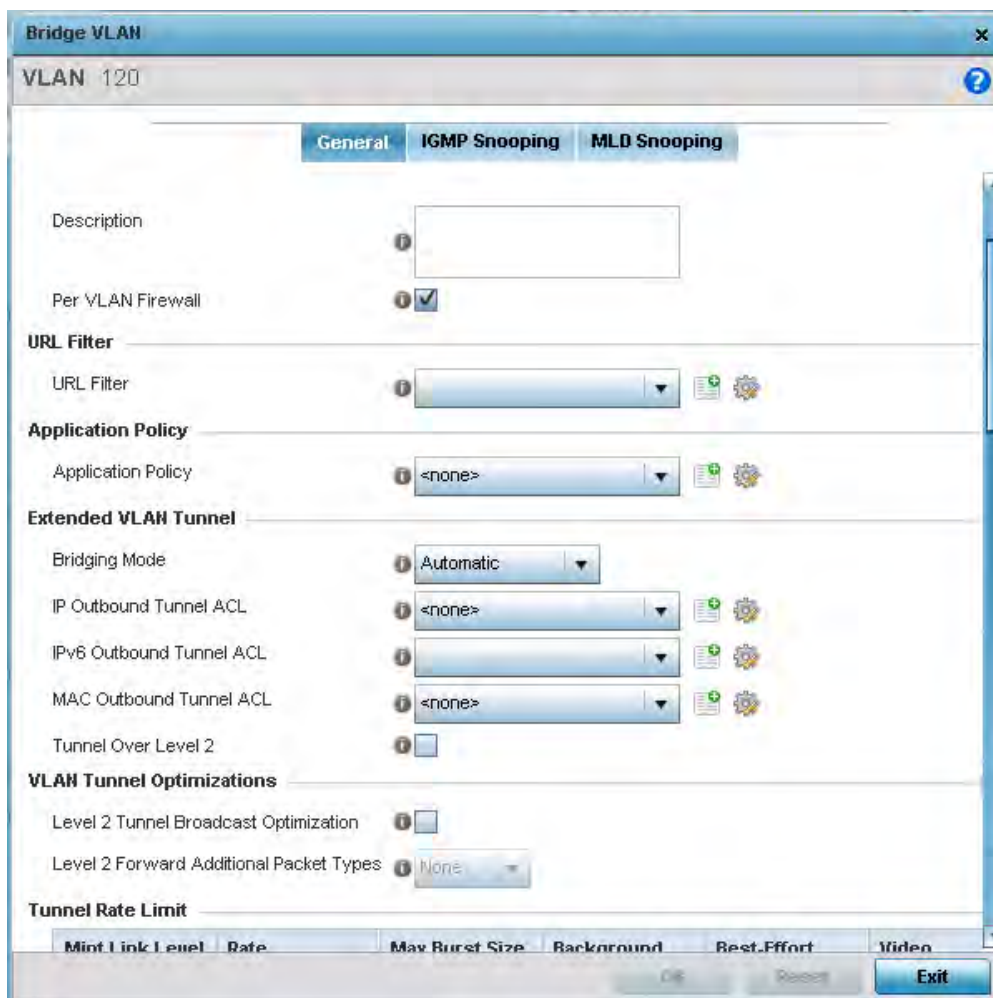 Bridge VLAN
VLAN 120
General IGMP Snooping MLD Snooping
Description
Per VLAN Firewall
URL Filter
URL Filter
Application Policy
Application Policy <none>
Extended VLAN Tunnel
Bridging Mode Automatic
IP Outbound Tunnel ACL <none>
IPv6 Outbound Tunnel ACL
MAC Outbound Tunnel ACL <none>
Tunnel Over Level 2
VLAN Tunnel Optimizations
Level 2 Tunnel Broadcast Optimization
Level 2 Forward Additional Packet Types None
Tunnel Rate Limit
Mint Link Level Rate Max Burst Size Background Best-Effort Video
OK Reset Exit